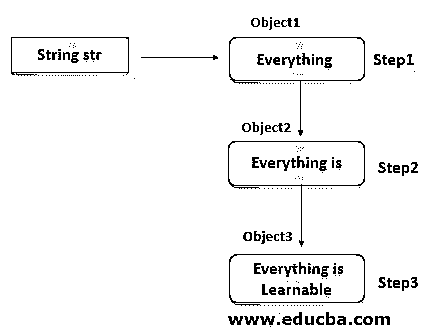 Object1
String str
Everything
Step1
Object2
Everything is
Step2
Object3
Everything is
Learnable
Step3
www.educba.com